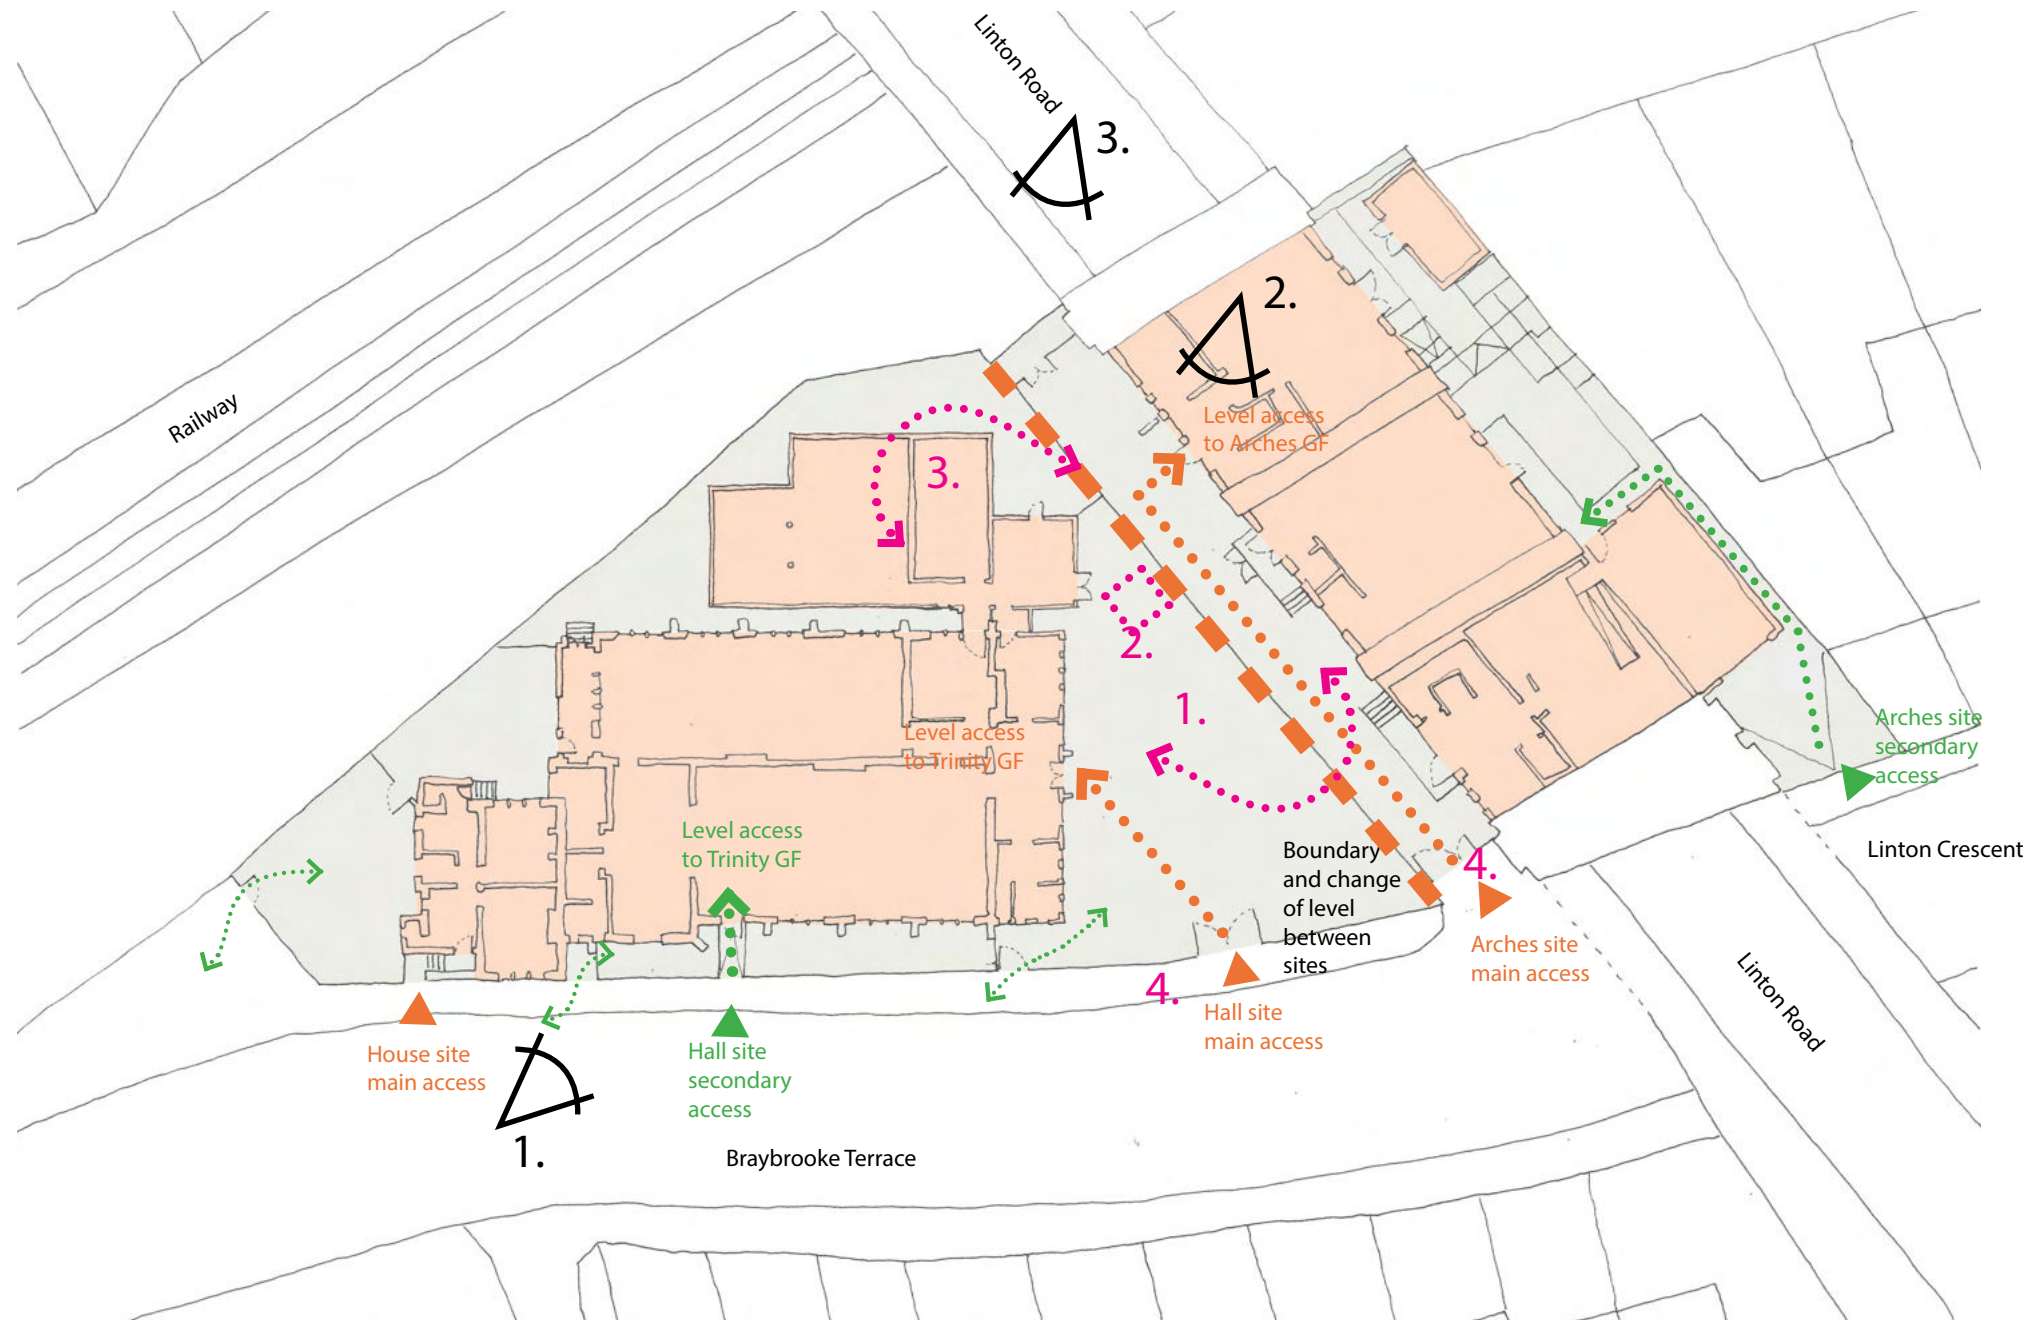 Linton Road
3.
2.
Railway
Level access
to Arches GF
3.
2.
1.
Level access
to Trinity GF
Arches site
secondary
access
Level access
to Trinity GF
Boundary
and change
of level
between
sites
4.
Linton Crescent
Arches site
main access
4.
Hall site
main access
Linton Road
House site
main access
Hall site
secondary
access
1.
Braybrooke Terrace